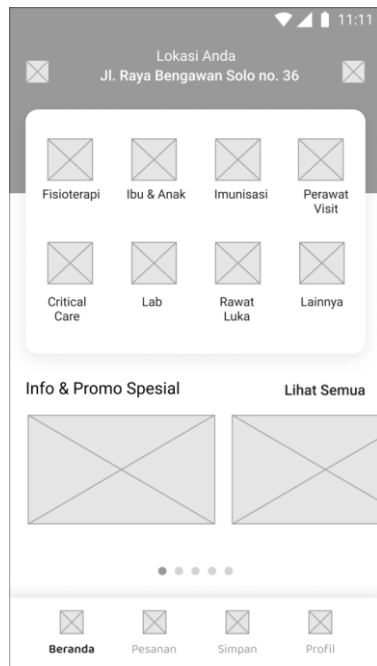 11:11
Lokasi Anda
Jl. Raya Bengawan Solo no. 36
Fisioterapi
Ibu & Anak
Imunisasi
Perawat
Visit
Critical
Care
Lab
Rawat
Luka
Lainnya
Info & Promo Spesial
Lihat Semua
Beranda
Pesanan
Simpan
Profil